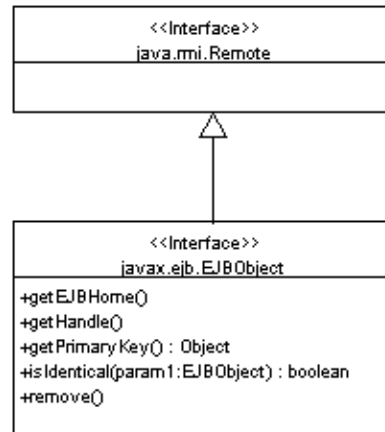 <<Interface>>
java.rmi.Remote
<<Interface>>
javax.ejb.EJBObject
+getEJBHome()
+getHandle()
+getPrimaryKey() : Object
+isIdentical(param1:EJBObject) : boolean
+remove()